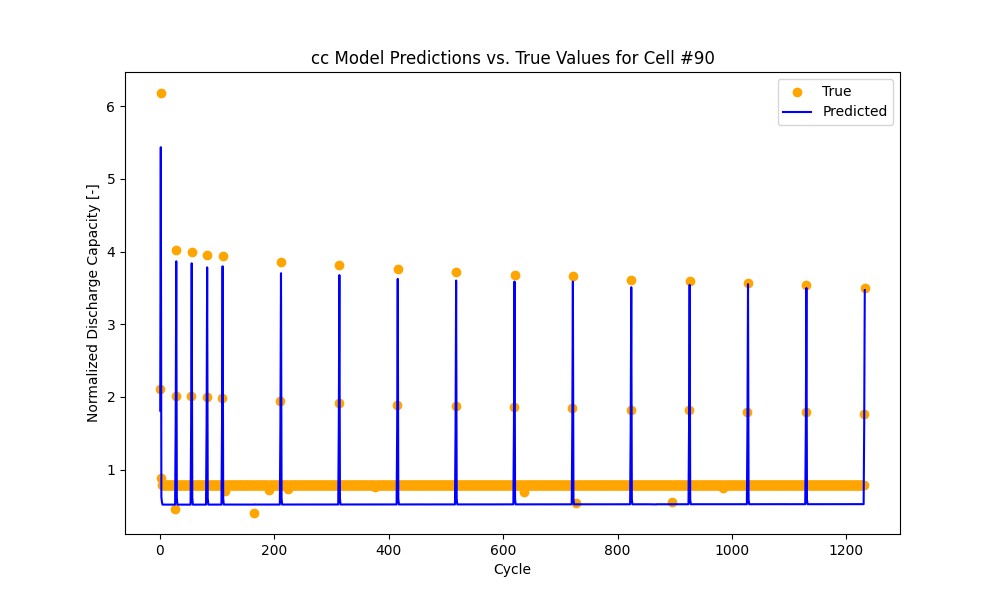 cc Model Predictions vs. True Values for Cell #90
True
Predicted
Normalized Discharge Capacity [-]
6
5
4
3
2
1
0 200 400 600 800 1000 1200
Cycle